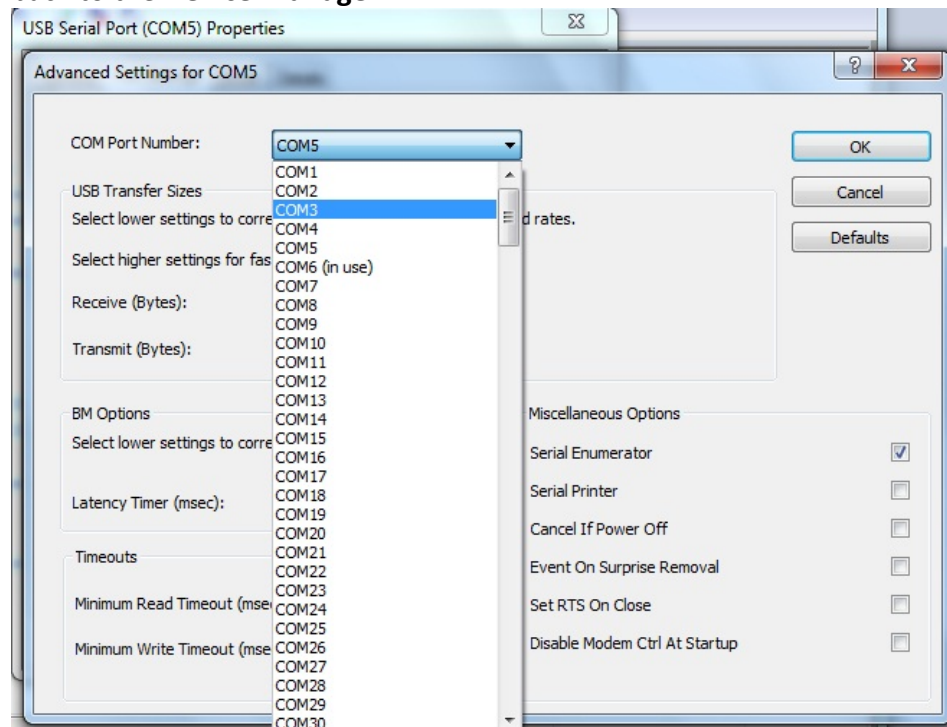 USB Serial Port (COM5) Properties
Advanced Settings for COM5
COM Port Number:
COM5
OK
Cancel
Defaults
COM1
COM2
COM3
COM4
COM5
COM6 (in use)
COM7
COM8
COM9
COM10
COM11
COM12
COM13
COM14
COM15
COM16
COM17
COM18
COM19
COM20
COM21
COM22
COM23
COM24
COM25
COM26
COM27
COM28
COM29
COM30
USB Transfer Sizes
Select lower settings to corre
d rates.
Select higher settings for fas
Receive (Bytes):
Transmit (Bytes):
BM Options
Select lower settings to corre
Latency Timer (msec):
Timeouts
Minimum Read Timeout (msec
Minimum Write Timeout (mse
Miscellaneous Options
Serial Enumerator
Serial Printer
Cancel If Power Off
Event On Surprise Removal
Set RTS On Close
Disable Modem Ctrl At Startup